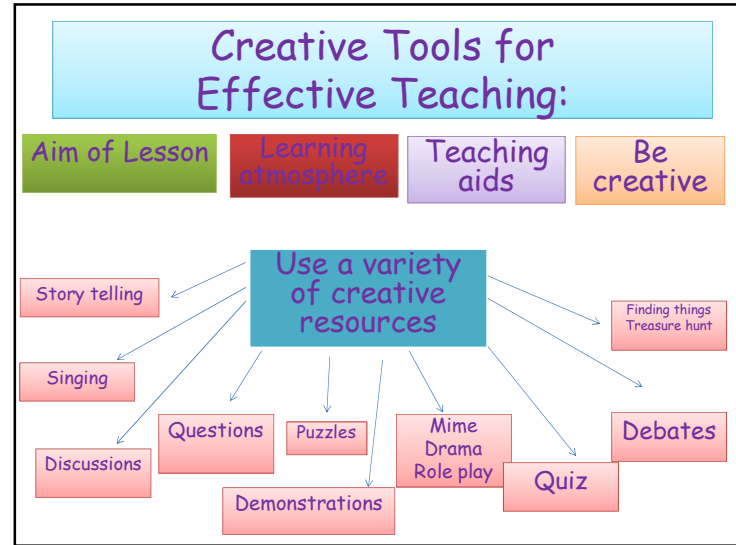 Creative Tools for
Effective Teaching:
Aim of Lesson
Learning
atmosphere
Teaching
aids
Be
creative
Use a variety
of creative
resources
Story telling
Singing
Discussions
Questions
Puzzles
Demonstrations
Mime
Drama
Role play
Quiz
Debates
Finding things
Treasure hunt